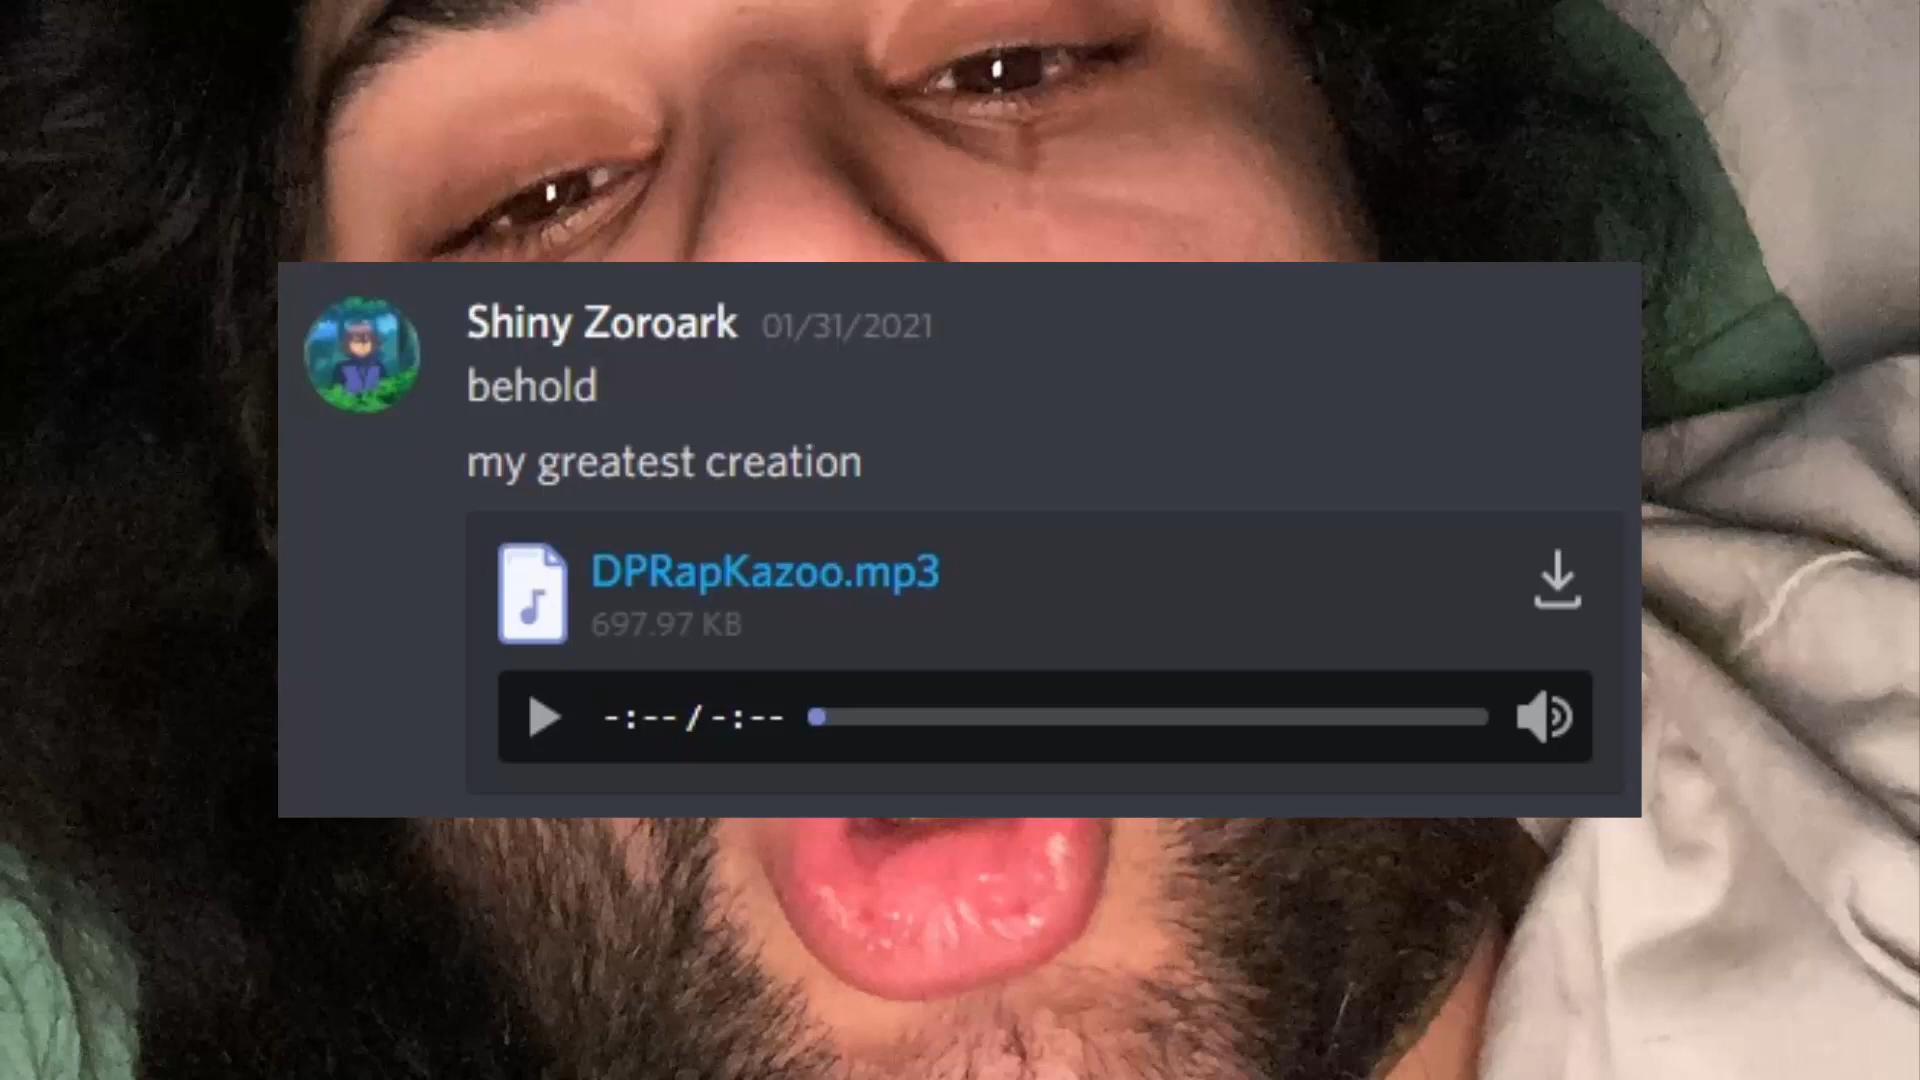 Shiny Zoroark 01/31/2021
behold
my greatest creation
DPRapKazoo.mp3
697.97 KB
-:-- / -:--